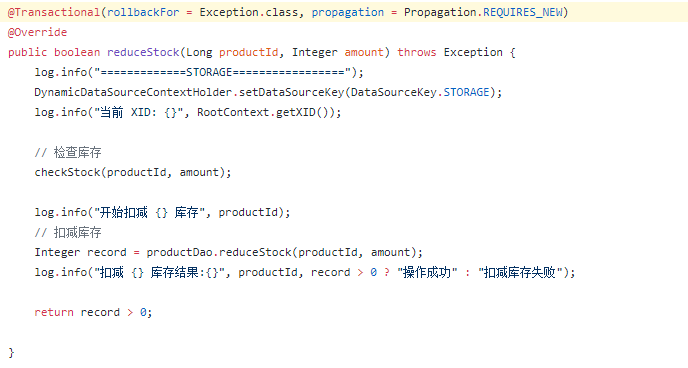 @Transactional(rollbackFor = Exception.class, propagation = Propagation.REQUIRES_NEW)
@Override
public boolean reduceStock(Long productId, Integer amount) throws Exception {
    log.info("=============STORAGE=================");
    DynamicDataSourceContextHolder.setDataSourceKey(DataSourceKey.STORAGE);
    log.info("当前 XID: {}", RootContext.getXID());

    // 检查库存
    checkStock(productId, amount);

    log.info("开始扣减 {} 库存", productId);
    // 扣减库存
    Integer record = productDao.reduceStock(productId, amount);
    log.info("扣减 {} 库存结果:{}", productId, record > 0 ? "操作成功" : "扣减库存失败");

    return record > 0;

}